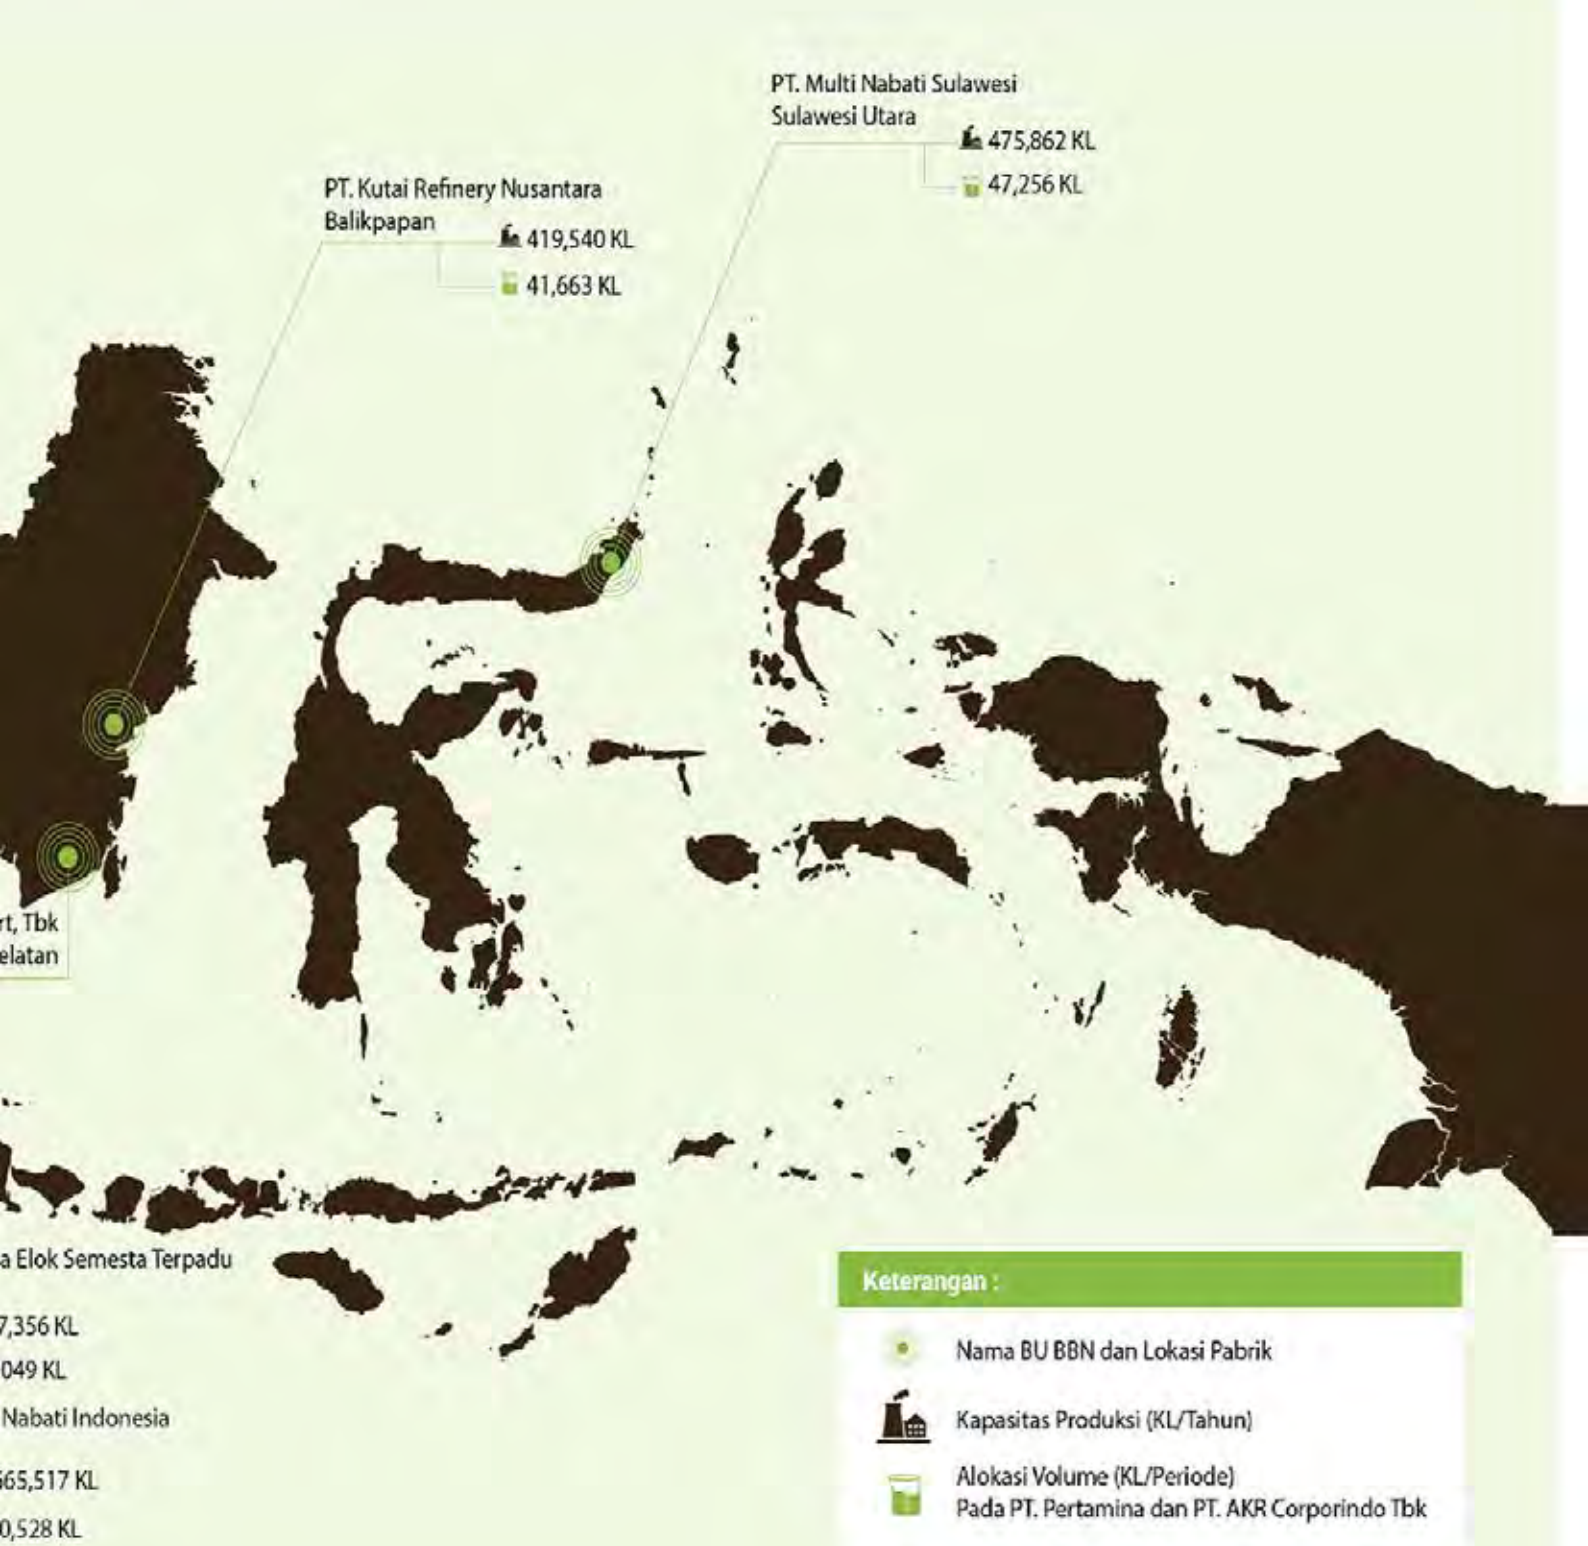 PT. Multi Nabati Sulawesi
Sulawesi Utara
475,862 KL
47,256 KL
PT. Kutai Refinery Nusantara
Balikpapan
419,540 KL
41,663 KL
rt, Tbk
elatan
a Elok Semesta Terpadu
7,356 KL
049 KL
Nabati Indonesia
65,517 KL
0,528 KL
Keterangan :
Nama BU BBN dan Lokasi Pabrik
Kapasitas Produksi (KL/Tahun)
Alokasi Volume (KL/Periode)
Pada PT. Pertamina dan PT. AKR Corporindo Tbk